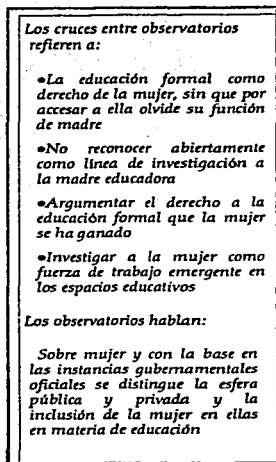 Los cruces entre observatorios
refieren a:
•La educación formal como
derecho de la mujer, sin que por
accesar a ella olvide su función
de madre
•No reconocer abiertamente
como línea de investigación a
la madre educadora
•Argumentar el derecho a la
educación formal que la mujer
se ha ganado
•Investigar a la mujer como
fuerza de trabajo emergente en
los espacios educativos
Los observatorios hablan:
Sobre mujer y con la base en
las instancias gubernamentales
oficiales se distingue la esfera
pública y privada y la
inclusión de la mujer en ellas
en materia de educación